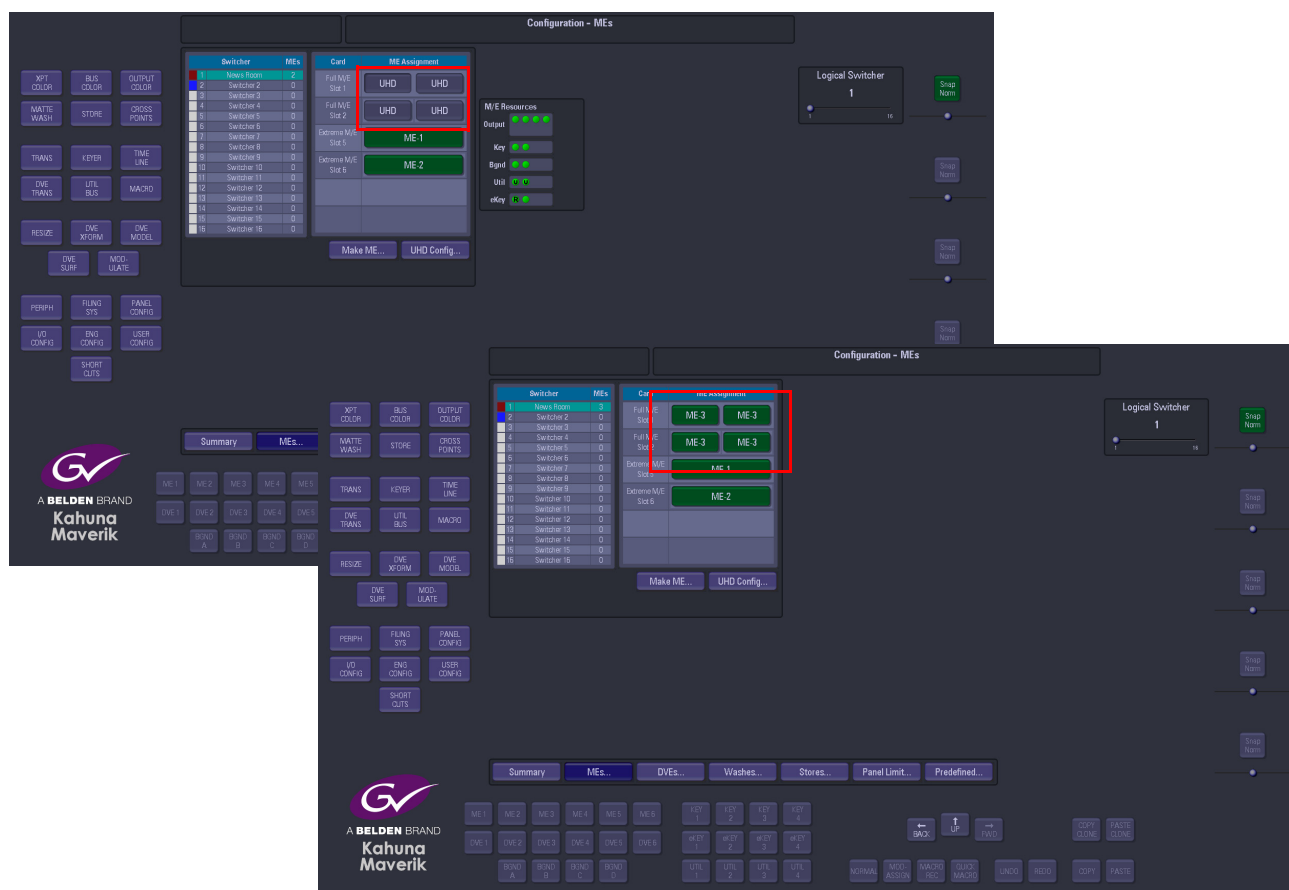 Configuration - MEs
Switcher MEs
1 News Room 2
2 Switcher 2 0
3 Switcher 3 0
4 Switcher 4 0
5 Switcher 5 0
6 Switcher 6 0
7 Switcher 7 0
8 Switcher 8 0
9 Switcher 9 0
10 Switcher 10 0
11 Switcher 11 0
12 Switcher 12 0
13 Switcher 13 0
14 Switcher 14 0
15 Switcher 15 0
16 Switcher 16 0
Card ME Assignment
Full M/E
Slot 1
UHD UHD
Full M/E
Slot 2
UHD UHD
Extreme M/E
Slot 5
ME-1
Extreme M/E
Slot 6
ME-2
Make ME... UHD Config...
M/E Resources
Output
Key
Bgnd
Util U U
eKey R
Logical Switcher
1
1 16
Snap
Norm
Snap
Norm
Snap
Norm
Snap
Norm
XPT
COLOR
BUS
COLOR
OUTPUT
COLOR
MATTE
WASH
STORE
CROSS
POINTS
TRANS
KEYER
TIME
LINE
DVE
TRANS
UTIL
BUS
MACRO
RESIZE
DVE
XFORM
DVE
MODEL
DVE
SURF
MOD-
ULATE
PERIPH
FILING
SYS
PANEL
CONFIG
I/O
CONFIG
ENG
CONFIG
USER
CONFIG
SHORT
CUTS
Summary MEs...
GV
A BELDEN BRAND
Kahuna
Maverik
ME 1 ME 2 ME 3 ME 4 ME 5
DVE 1 DVE 2 DVE 3 DVE 4 DVE 5
BGND
A
BGND
B
BGND
C
BGND
D
Configuration - MEs
Switcher MEs
1 News Room 3
2 Switcher 2 0
3 Switcher 3 0
4 Switcher 4 0
5 Switcher 5 0
6 Switcher 6 0
7 Switcher 7 0
8 Switcher 8 0
9 Switcher 9 0
10 Switcher 10 0
11 Switcher 11 0
12 Switcher 12 0
13 Switcher 13 0
14 Switcher 14 0
15 Switcher 15 0
16 Switcher 16 0
Card ME Assignment
Full M/E
Slot 1
ME-3 ME-3
Full M/E
Slot 2
ME-3 ME-3
Extreme M/E
Slot 5
ME-1
Extreme M/E
Slot 6
ME-2
Make ME... UHD Config...
Logical Switcher
1
1 16
Snap
Norm
Snap
Norm
Snap
Norm
Snap
Norm
Snap
Norm
XPT
COLOR
BUS
COLOR
OUTPUT
COLOR
MATTE
WASH
STORE
CROSS
POINTS
TRANS
KEYER
TIME
LINE
DVE
TRANS
UTIL
BUS
MACRO
RESIZE
DVE
XFORM
DVE
MODEL
DVE
SURF
MOD-
ULATE
PERIPH
FILING
SYS
PANEL
CONFIG
I/O
CONFIG
ENG
CONFIG
USER
CONFIG
SHORT
CUTS
Summary MEs... DVEs... Washes... Stores... Panel Limit... Predefined...
GV
A BELDEN BRAND
Kahuna
Maverik
ME 1 ME 2 ME 3 ME 4 ME 5 ME 6
DVE 1 DVE 2 DVE 3 DVE 4 DVE 5 DVE 6
BGND
A
BGND
B
BGND
C
BGND
D
KEY
1
KEY
2
KEY
3
KEY
4
eKEY
1
eKEY
2
eKEY
3
eKEY
4
UTIL
1
UTIL
2
UTIL
3
UTIL
4
BACK
UP
FWD
COPY
CLONE
PASTE
CLONE
NORMAL
MOD-
ASSIGN
MACRO
REC
QUICK
MACRO
UNDO
REDO
COPY
PASTE